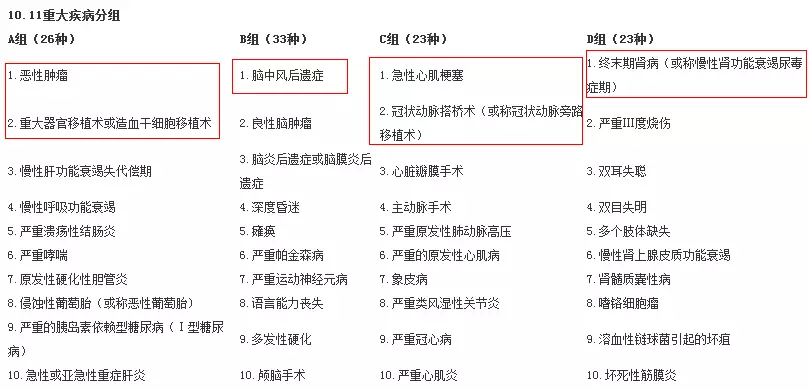 10.11重大疾病分组
A组（26种） B组（33种） C组（23种） D组（23种）
1.恶性肿瘤 1.脑中风后遗症 1.急性心肌梗塞 1.终末期肾病（或称慢性肾功能衰竭尿毒
症期）
2.重大器官移植术或造血干细胞移植术 2.良性脑肿瘤 2.冠状动脉搭桥术（或称冠状动脉旁路
移植术） 2.严重III度烧伤
3.慢性肝功能衰竭失代偿期 3.脑炎后遗症或脑膜炎后
遗症 3.心脏瓣膜手术 3.双耳失聪
4.慢性呼吸功能衰竭 4.深度昏迷 4.主动脉手术 4.双目失明
5.严重溃疡性结肠炎 5.瘫痪 5.严重原发性肺动脉高压 5.多个肢体缺失
6.严重哮喘 6.严重帕金森病 6.严重的原发性心肌病 6.慢性肾上腺皮质功能衰竭
7.原发性硬化性胆管炎 7.严重运动神经元病 7.象皮病 7.肾髓质囊性病
8.侵蚀性葡萄胎（或称恶性葡萄胎） 8.语言能力丧失 8.严重类风湿性关节炎 8.嗜铬细胞瘤
9.严重的胰岛素依赖型糖尿病（Ⅰ型糖尿
病） 9.多发性硬化 9.严重冠心病 9.溶血性链球菌引起的坏疽
10.急性或亚急性重症肝炎 10.颅脑手术 10.严重心肌炎 10.坏死性筋膜炎